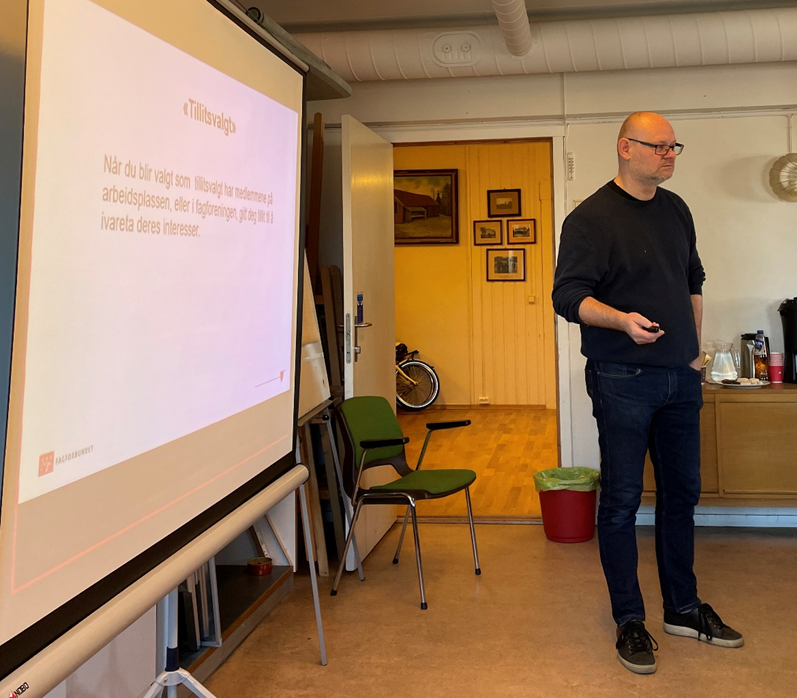 «Tillitsvalgt»
Når du blir valgt som tillitsvalgt har medlemmene på
arbeidsplassen, eller i fagforeningen, gitt deg tillit til å
ivareta deres interesser.
FAGFORBUNDET
NOBO